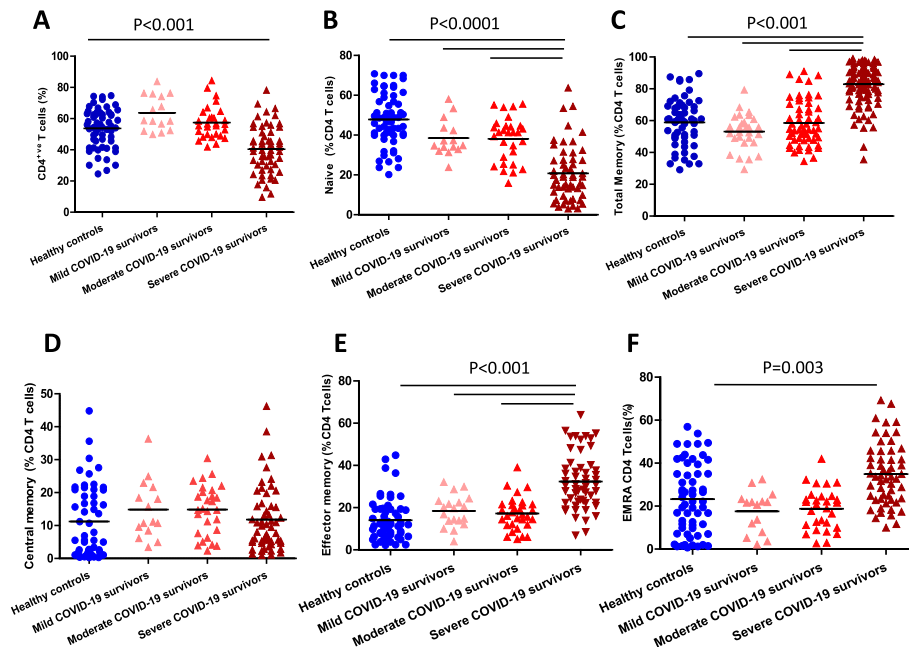 A
P<0.001
CD4+ve T cells (%)
100
80
60
40
20
0
Healthy controls
Mild COVID-19 survivors
Moderate COVID-19 survivors
Severe COVID-19 survivors
B
P<0.0001
Naive (%CD4 T cells)
80
60
40
20
0
Healthy controls
Mild COVID-19 survivors
Moderate COVID-19 survivors
Severe COVID-19 survivors
C
P<0.001
Total Memory (%CD4 T cells)
100
80
60
40
20
0
Healthy controls
Mild COVID-19 survivors
Moderate COVID-19 survivors
Severe COVID-19 survivors
D
Central memory (% CD4 T cells)
50
40
30
20
10
0
Healthy controls
Mild COVID-19 survivors
Moderate COVID-19 survivors
Severe COVID-19 survivors
E
P<0.001
Effector memory (%CD4 Tcells)
80
60
40
20
0
Healthy controls
Mild COVID-19 survivors
Moderate COVID-19 survivors
Severe COVID-19 survivors
F
P=0.003
EMRA CD4 Tcells(%)
80
60
40
20
0
Healthy controls
Mild COVID-19 survivors
Moderate COVID-19 survivors
Severe COVID-19 survivors